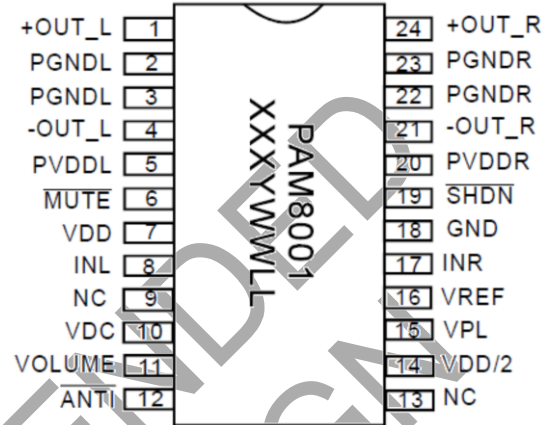 +OUT_L 1
PGNDL 2
PGNDL 3
-OUT_L 4
PVDDL 5
MUTE 6
VDD 7
INL 8
NC 9
VDC 10
VOLUME 11
ANTI 12
PAM8001
XXXYWWLL
24 +OUT_R
23 PGNDR
22 PGNDR
21 -OUT_R
20 PVDDR
19 SHDN
18 GND
17 INR
16 VREF
15 VPL
14 VDD/2
13 NC